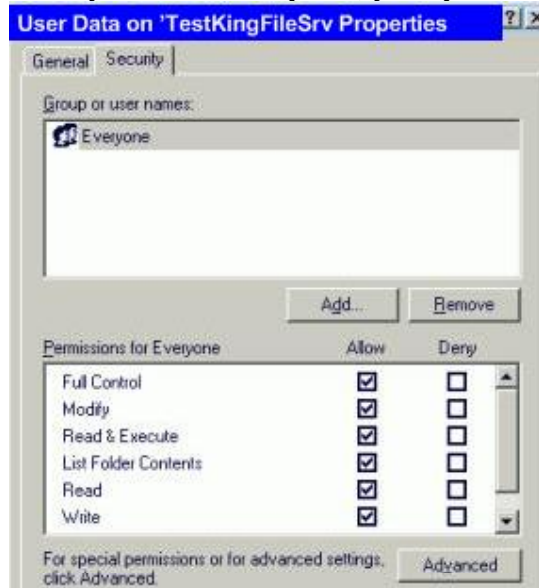 User Data on 'TestKingFileSrv Properties
? ×
General Security
Group or user names:
Everyone
Add... Remove
Permissions for Everyone Allow Deny
Full Control
Modify
Read & Execute
List Folder Contents
Read
Write
For special permissions or for advanced settings,
click Advanced.
Advanced